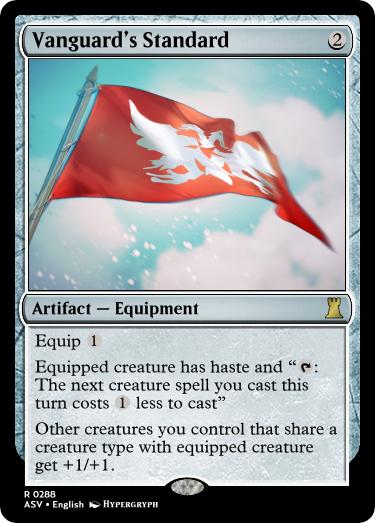 Vanguard's Standard 2
Artifact — Equipment
Equip 1
Equipped creature has haste and “:
The next creature spell you cast this
turn costs 1 less to cast”
Other creatures you control that share a
creature type with equipped creature
get +1/+1.
R 0288
ASV • English HYPERGRYPH